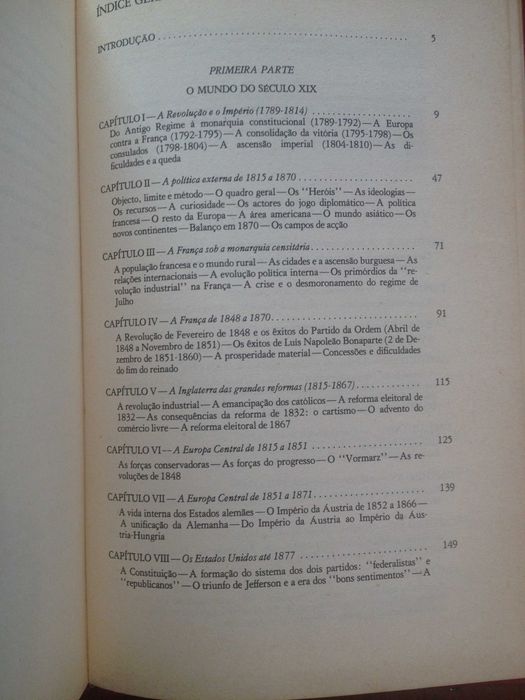 ÍNDICE
INTRODUÇÃO 5
PRIMEIRA PARTE
O MUNDO DO SÉCULO XIX
CAPÍTULO I — A Revolução e o Império (1789-1814) 9
Do Antigo Regime à monarquia constitucional (1789-1792) — A Europa
contra a França (1792-1795) — A consolidação da vitória (1795-1798) — Os
consulados (1798-1804) — A ascensão imperial (1804-1810) — As di-
ficuldades e a queda
CAPÍTULO II — A política externa de 1815 a 1870 47
Objecto, limite e método — O quadro geral — Os "Heróis" — As ideologias —
Os recursos — A curiosidade — Os actores do jogo diplomático — A política
francesa — O resto da Europa — A área americana — O mundo asiático — Os
novos continentes — Balanço em 1870 — Os campos de acção
CAPÍTULO III — A França sob a monarquia censitária 71
A população francesa e o mundo rural — As cidades e a ascensão burguesa — As
relações internacionais — A evolução política interna — Os primórdios da "re-
volução industrial" na França — A crise e o desmoronamento do regime de
Julho
CAPÍTULO IV — A França de 1848 a 1870 91
A Revolução de Fevereiro de 1848 e os êxitos do Partido da Ordem (Abril de
1848 a Novembro de 1851) — Os êxitos de Luís Napoleão Bonaparte (2 de De-
zembro de 1851-1860) — A prosperidade material — Concessões e dificuldades
do fim do reinado
CAPÍTULO V — A Inglaterra das grandes reformas (1815-1867) 115
A revolução industrial — A emancipação dos católicos — A reforma eleitoral de
1832 — As consequências da reforma de 1832: o cartismo — O advento do
comércio livre — A reforma eleitoral de 1867
CAPÍTULO VI — A Europa Central de 1815 a 1851 125
As forças conservadoras — As forças do progresso — O "Vormarz" — As re-
voluções de 1848
CAPÍTULO VII — A Europa Central de 1851 a 1871 139
A vida interna dos Estados alemães — O Império da Áustria de 1852 a 1866 —
A unificação da Alemanha — Do Império da Áustria ao Império da Áus-
tria-Hungria
CAPÍTULO VIII — Os Estados Unidos até 1877 149
A Constituição — A formação do sistema dos dois partidos: "federalistas" e
"republicanos" — O triunfo de Jefferson e a era dos "bons sentimentos" — A